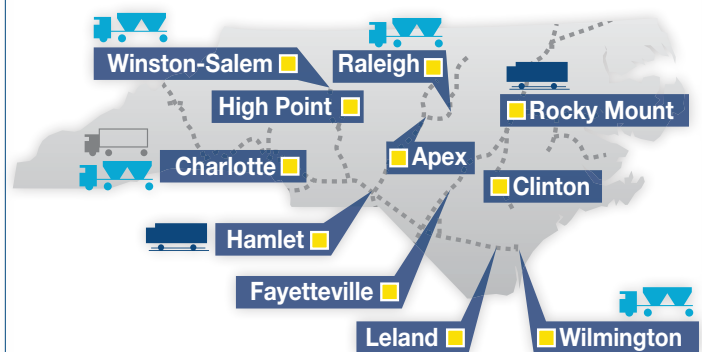 Winston-Salem
Raleigh
High Point
Rocky Mount
Charlotte
Apex
Clinton
Hamlet
Fayetteville
Leland
Wilmington